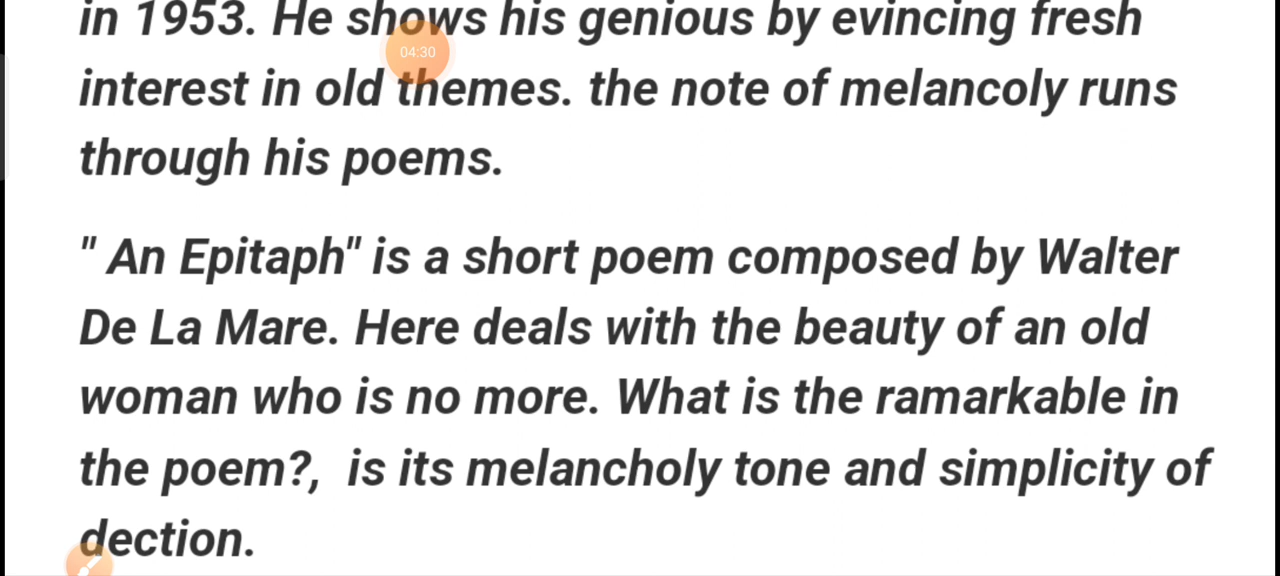 in 1953. He shows his genious by evincing fresh
04:30
interest in old themes. the note of melancoly runs
through his poems.
" An Epitaph" is a short poem composed by Walter
De La Mare. Here deals with the beauty of an old
woman who is no more. What is the ramarkable in
the poem?, is its melancholy tone and simplicity of
dection.